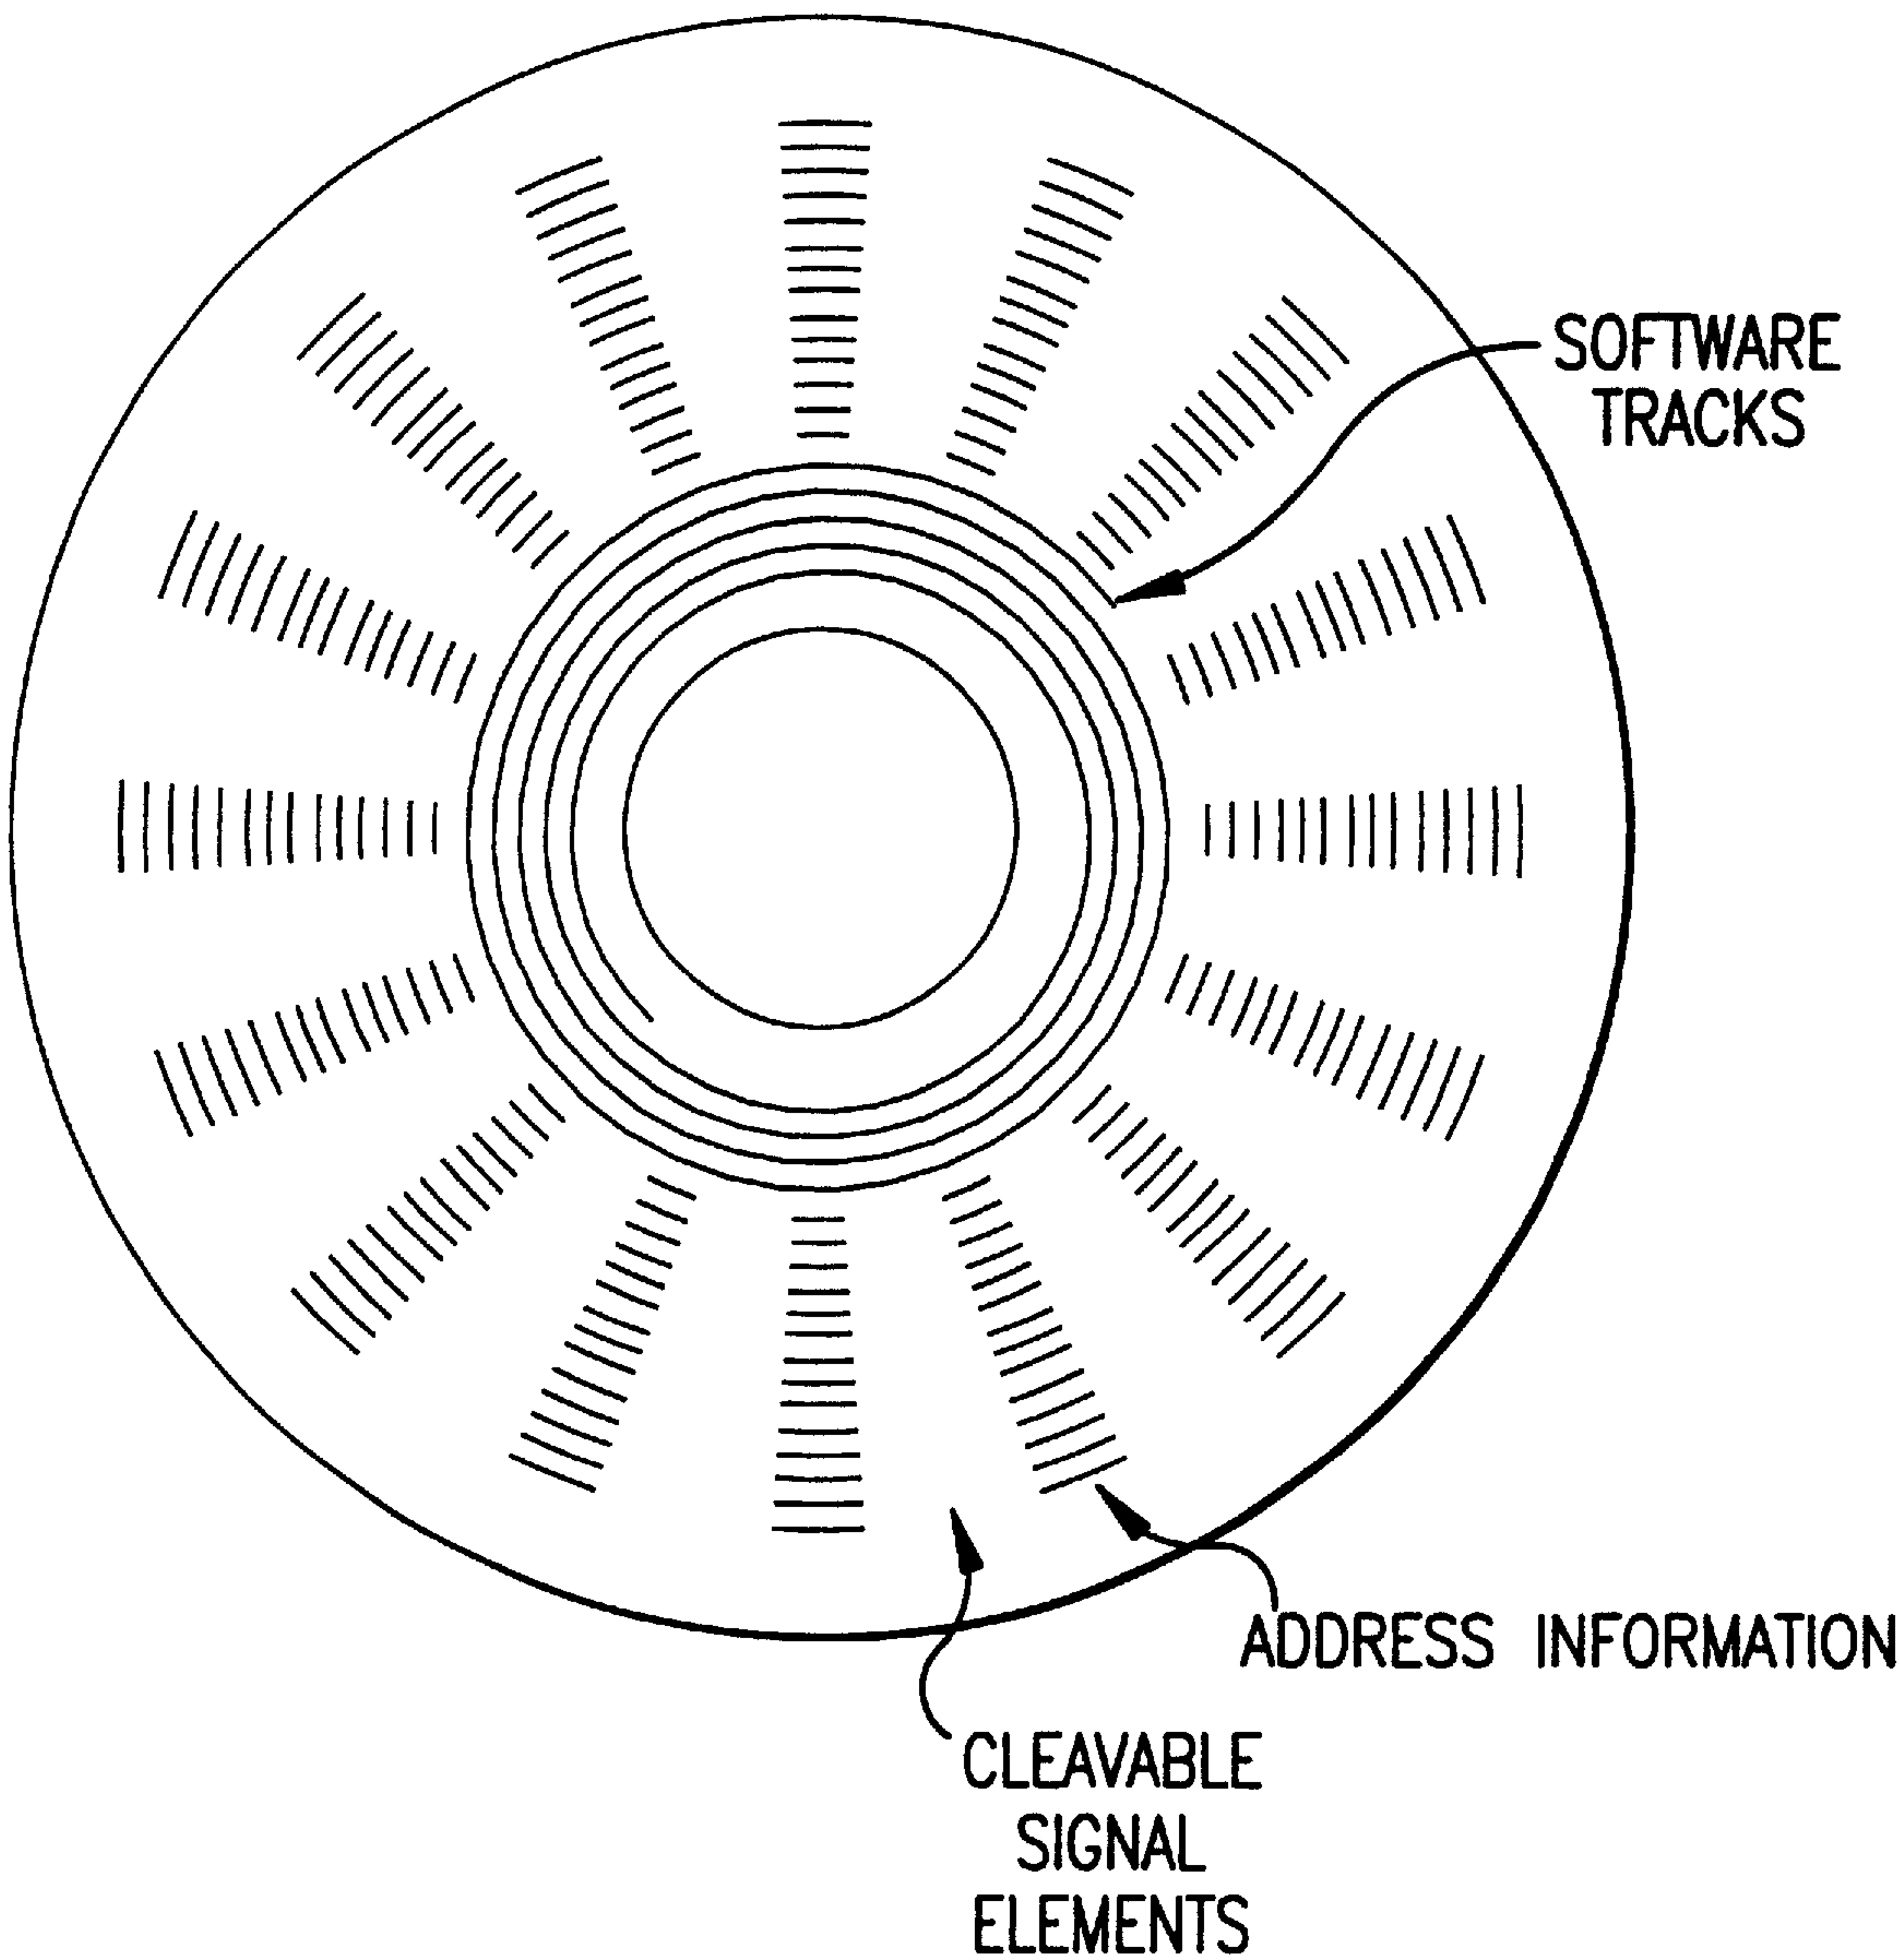 SOFTWARE
TRACKS
ADDRESS INFORMATION
CLEAVABLE
SIGNAL
ELEMENTS